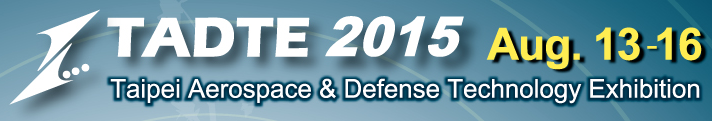 TADTE 2015 Aug. 13-16
Taipei Aerospace & Defense Technology Exhibition